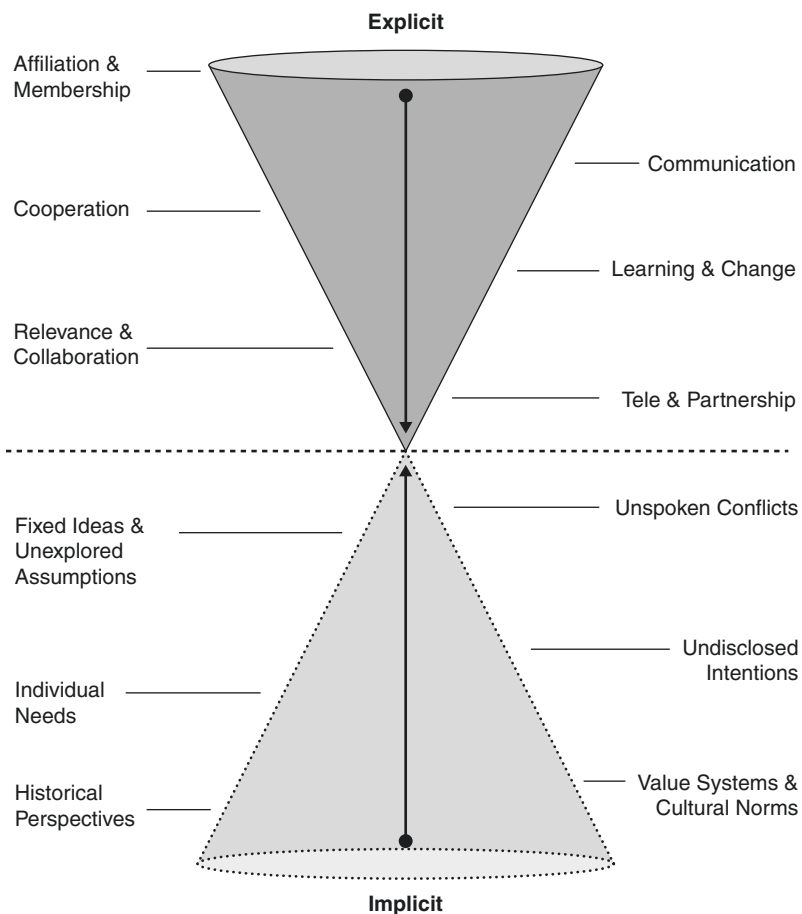 Explicit
Affiliation &
Membership
Communication
Cooperation
Learning & Change
Relevance &
Collaboration
Tele & Partnership
Unspoken Conflicts
Fixed Ideas &
Unexplored
Assumptions
Undisclosed
Intentions
Individual
Needs
Value Systems &
Cultural Norms
Historical
Perspectives
Implicit